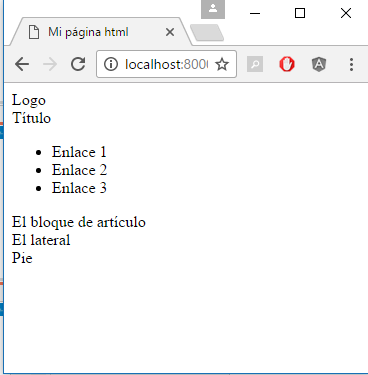 Mi página html
localhost:8000
Logo
Título
Enlace 1
Enlace 2
Enlace 3
El bloque de artículo
El lateral
Pie